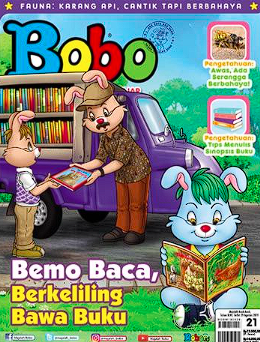 FAUNA: KARANG API, CANTIK TAPI BERBAHAYA
Bobo
Pengetahuan:
Awas, Ada
Serangga
Berbahaya!
Pengetahuan:
Tips Menulis
Sinopsis Buku
Bemo Baca,
Berkeliling
Bawa Buku
21
Bobo